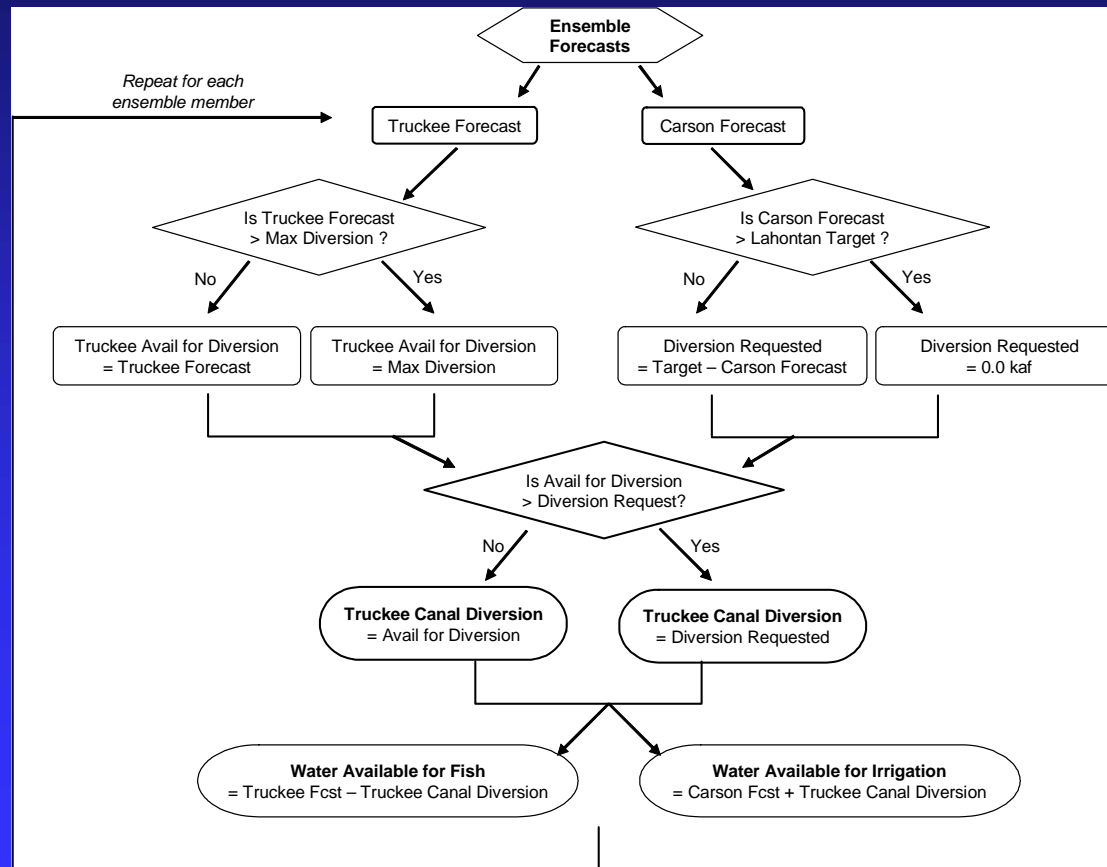 Ensemble
Forecasts
Repeat for each
ensemble member
Truckee Forecast
Carson Forecast
Is Truckee Forecast
> Max Diversion ?
Is Carson Forecast
> Lahontan Target ?
No
Yes
No
Yes
Truckee Avail for Diversion
= Truckee Forecast
Truckee Avail for Diversion
= Max Diversion
Diversion Requested
= Target – Carson Forecast
Diversion Requested
= 0.0 kaf
Is Avail for Diversion
> Diversion Request?
No
Yes
Truckee Canal Diversion
= Avail for Diversion
Truckee Canal Diversion
= Diversion Requested
Water Available for Fish
= Truckee Fcst – Truckee Canal Diversion
Water Available for Irrigation
= Carson Fcst + Truckee Canal Diversion